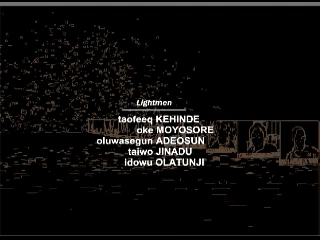 Lightmen
taofeeq KEHINDE
oke MOYOSORE
oluwasegun ADEOSUN
taiwo JINADU
idowu OLATUNJI